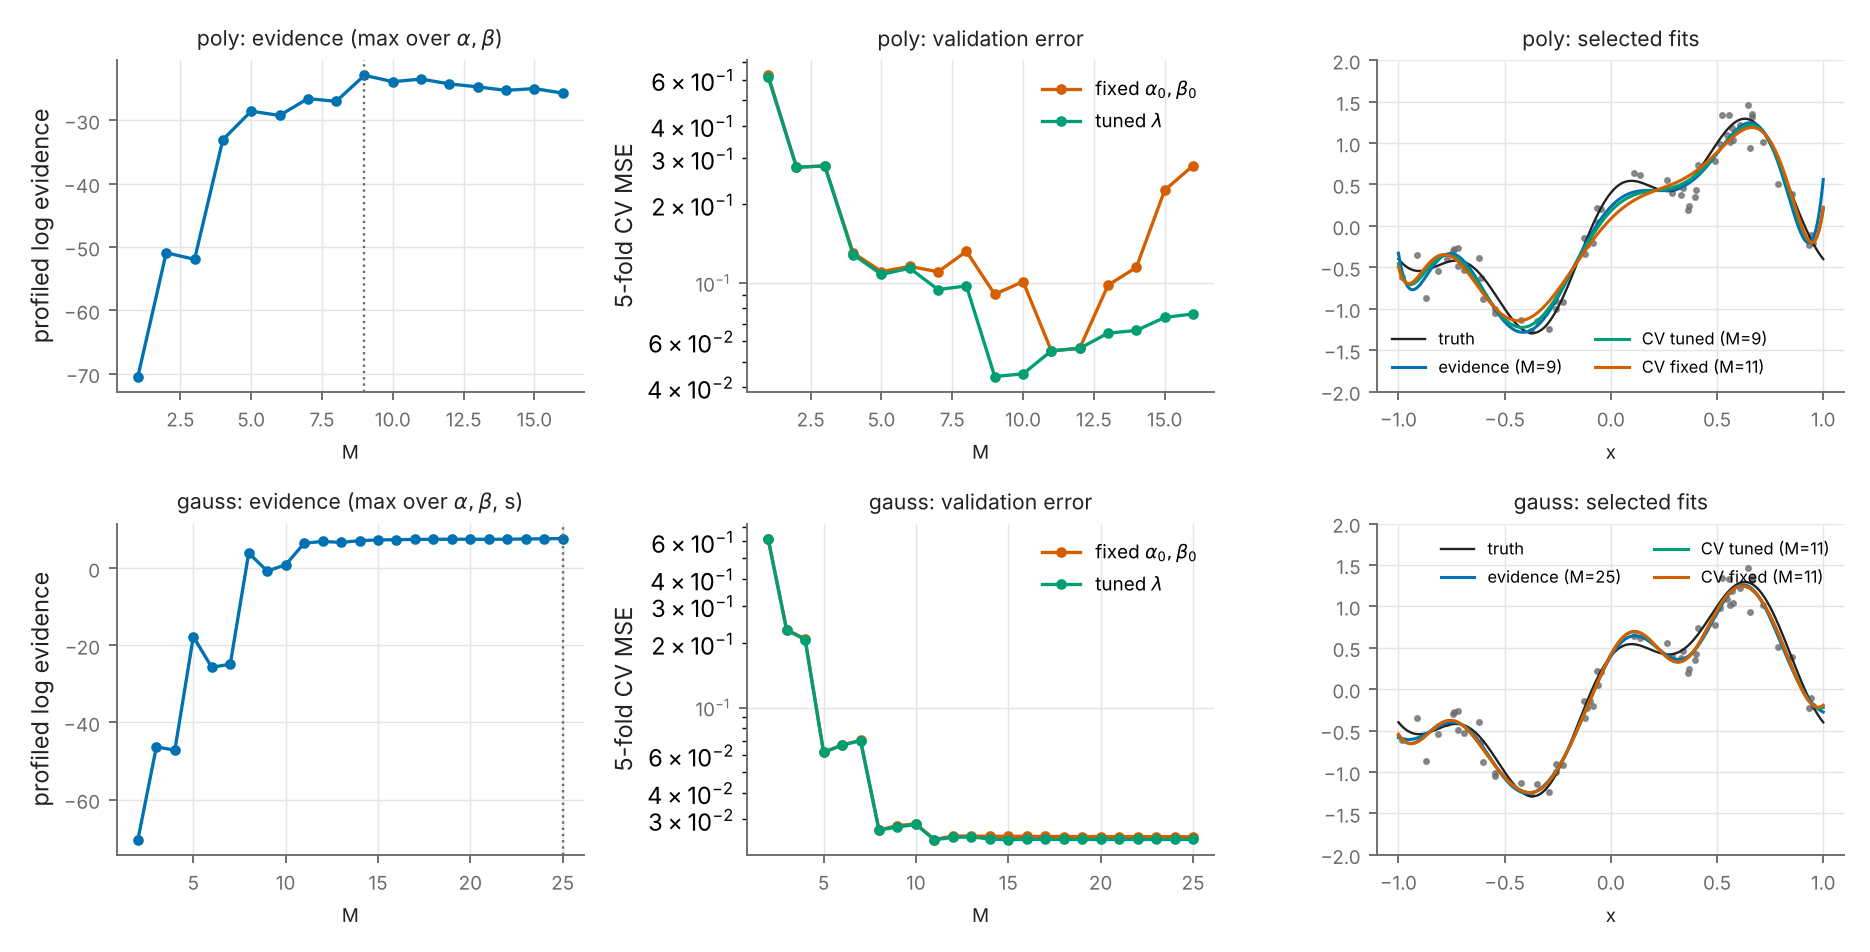 poly: evidence (max over α, β)
profiled log evidence
−30
−40
−50
−60
−70
2.5 5.0 7.5 10.0 12.5 15.0
M
poly: validation error
5-fold CV MSE
6 × 10⁻¹
4 × 10⁻¹
3 × 10⁻¹
2 × 10⁻¹
10⁻¹
6 × 10⁻²
4 × 10⁻²
fixed α₀, β₀
tuned λ
2.5 5.0 7.5 10.0 12.5 15.0
M
poly: selected fits
2.0
1.5
1.0
0.5
0.0
−0.5
−1.0
−1.5
−2.0
truth
evidence (M=9)
CV tuned (M=9)
CV fixed (M=11)
−1.0 −0.5 0.0 0.5 1.0
x
gauss: evidence (max over α, β, s)
profiled log evidence
0
−20
−40
−60
5 10 15 20 25
M
gauss: validation error
5-fold CV MSE
6 × 10⁻¹
4 × 10⁻¹
3 × 10⁻¹
2 × 10⁻¹
10⁻¹
6 × 10⁻²
4 × 10⁻²
3 × 10⁻²
fixed α₀, β₀
tuned λ
5 10 15 20 25
M
gauss: selected fits
2.0
1.5
1.0
0.5
0.0
−0.5
−1.0
−1.5
−2.0
truth
evidence (M=25)
CV tuned (M=11)
CV fixed (M=11)
−1.0 −0.5 0.0 0.5 1.0
x